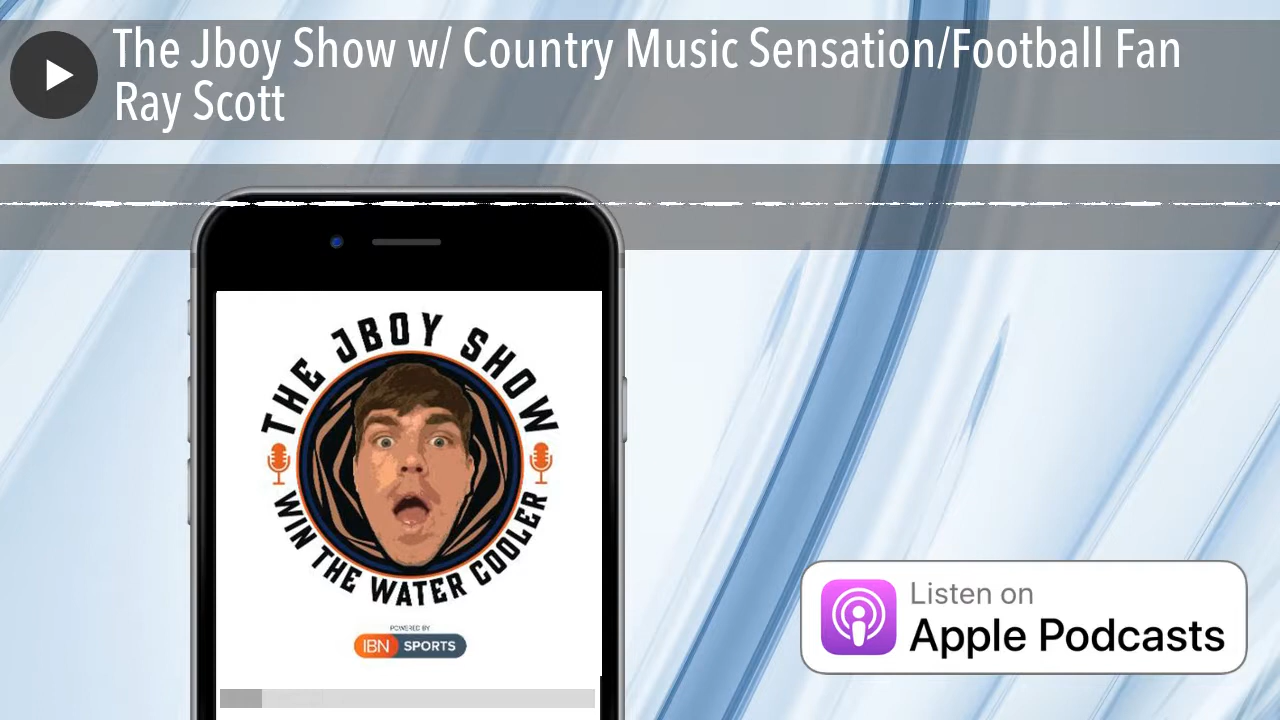 The Jboy Show w/ Country Music Sensation/Football Fan
Ray Scott
THE JBOY SHOW
WIN THE WATER COOLER
POWERED BY
IBN SPORTS
Listen on
Apple Podcasts